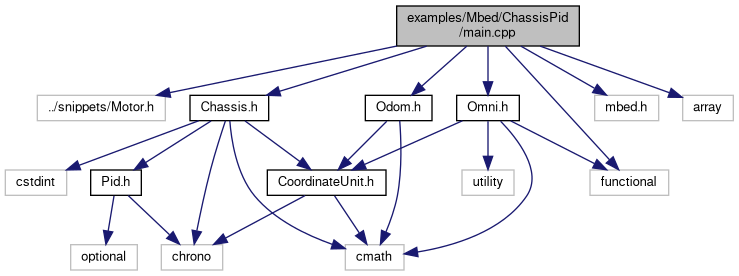 examples/Mbed/ChassisPid
/main.cpp
../snippets/Motor.h
Chassis.h
Odom.h
Omni.h
mbed.h
array
cstdint
Pid.h
CoordinateUnit.h
utility
functional
optional
chrono
cmath